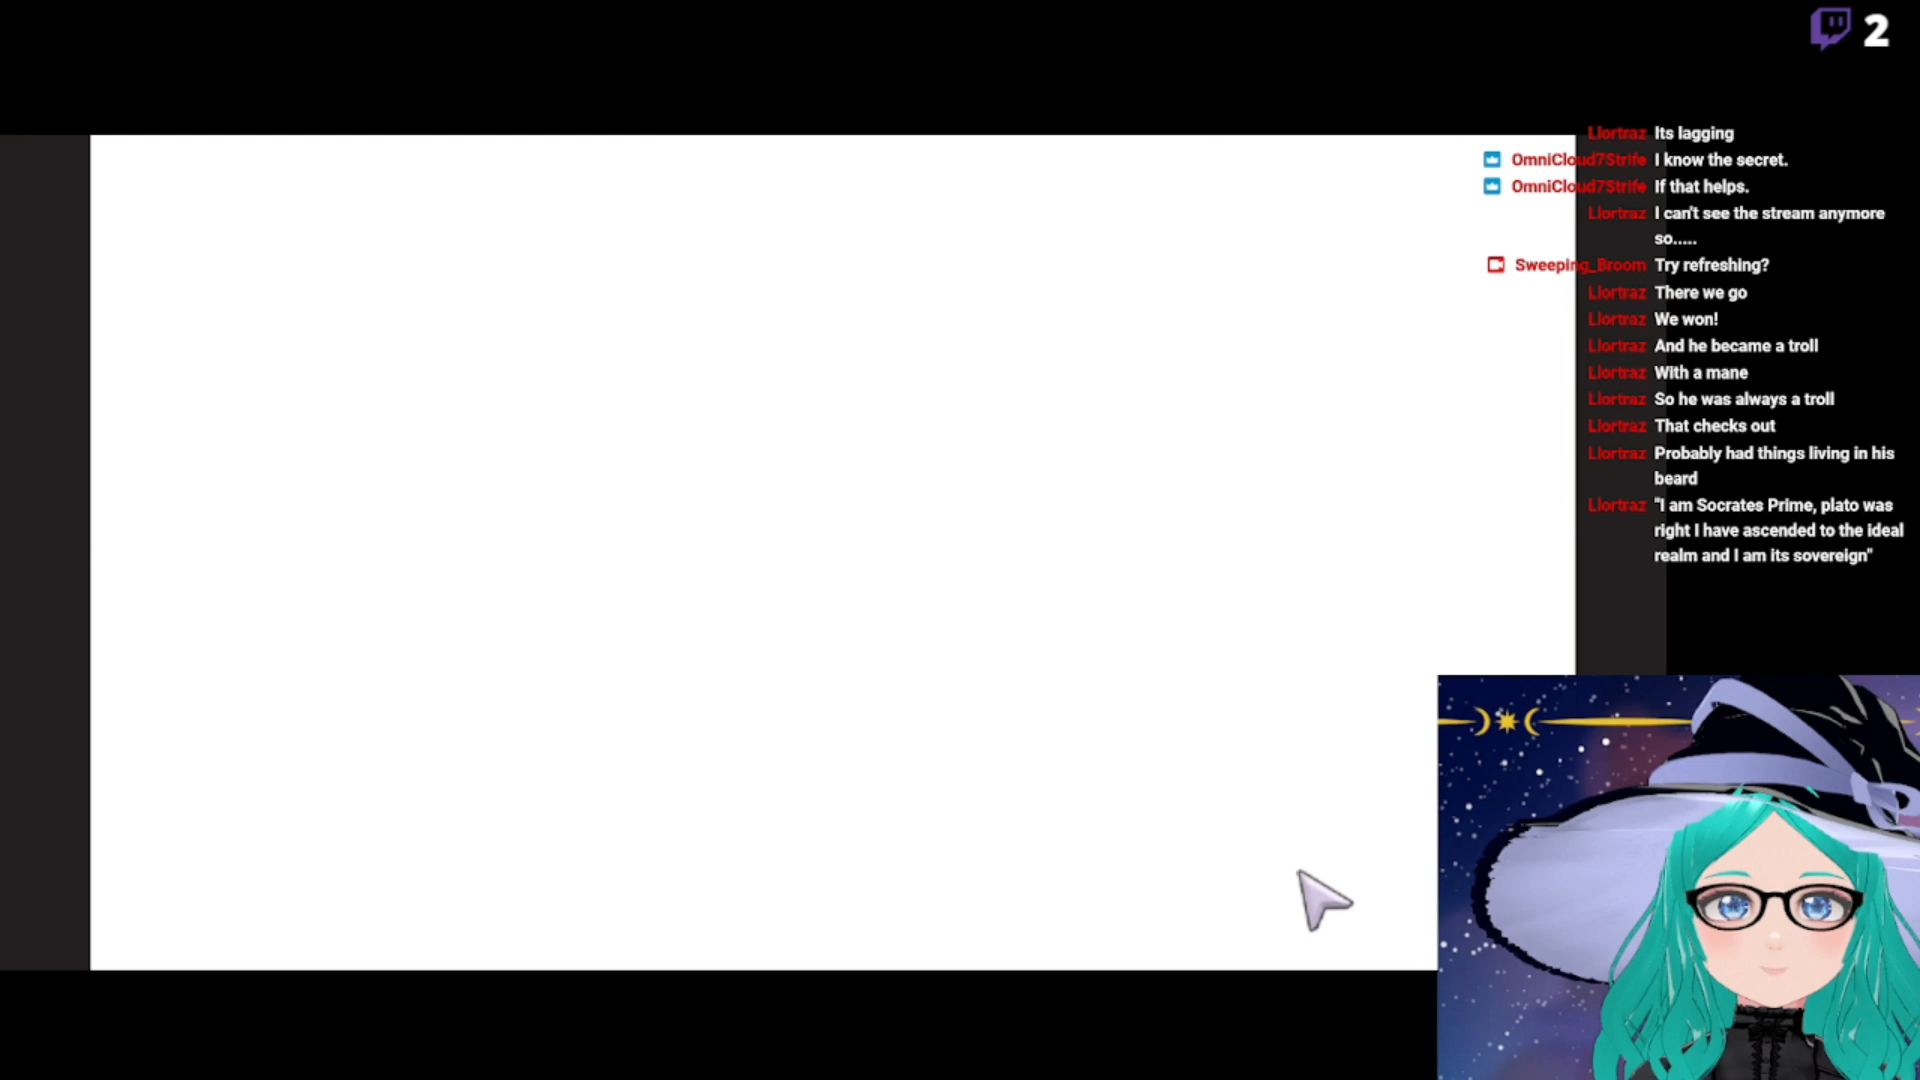 2
Llortraz Its lagging
OmniCloud7Strife I know the secret.
OmniCloud7Strife If that helps.
Llortraz I can't see the stream anymore
so.....
Sweeping_Broom Try refreshing?
Llortraz There we go
Llortraz We won!
Llortraz And he became a troll
Llortraz With a mane
Llortraz So he was always a troll
Llortraz That checks out
Llortraz Probably had things living in his
beard
Llortraz "I am Socrates Prime, plato was
right I have ascended to the ideal
realm and I am its sovereign"